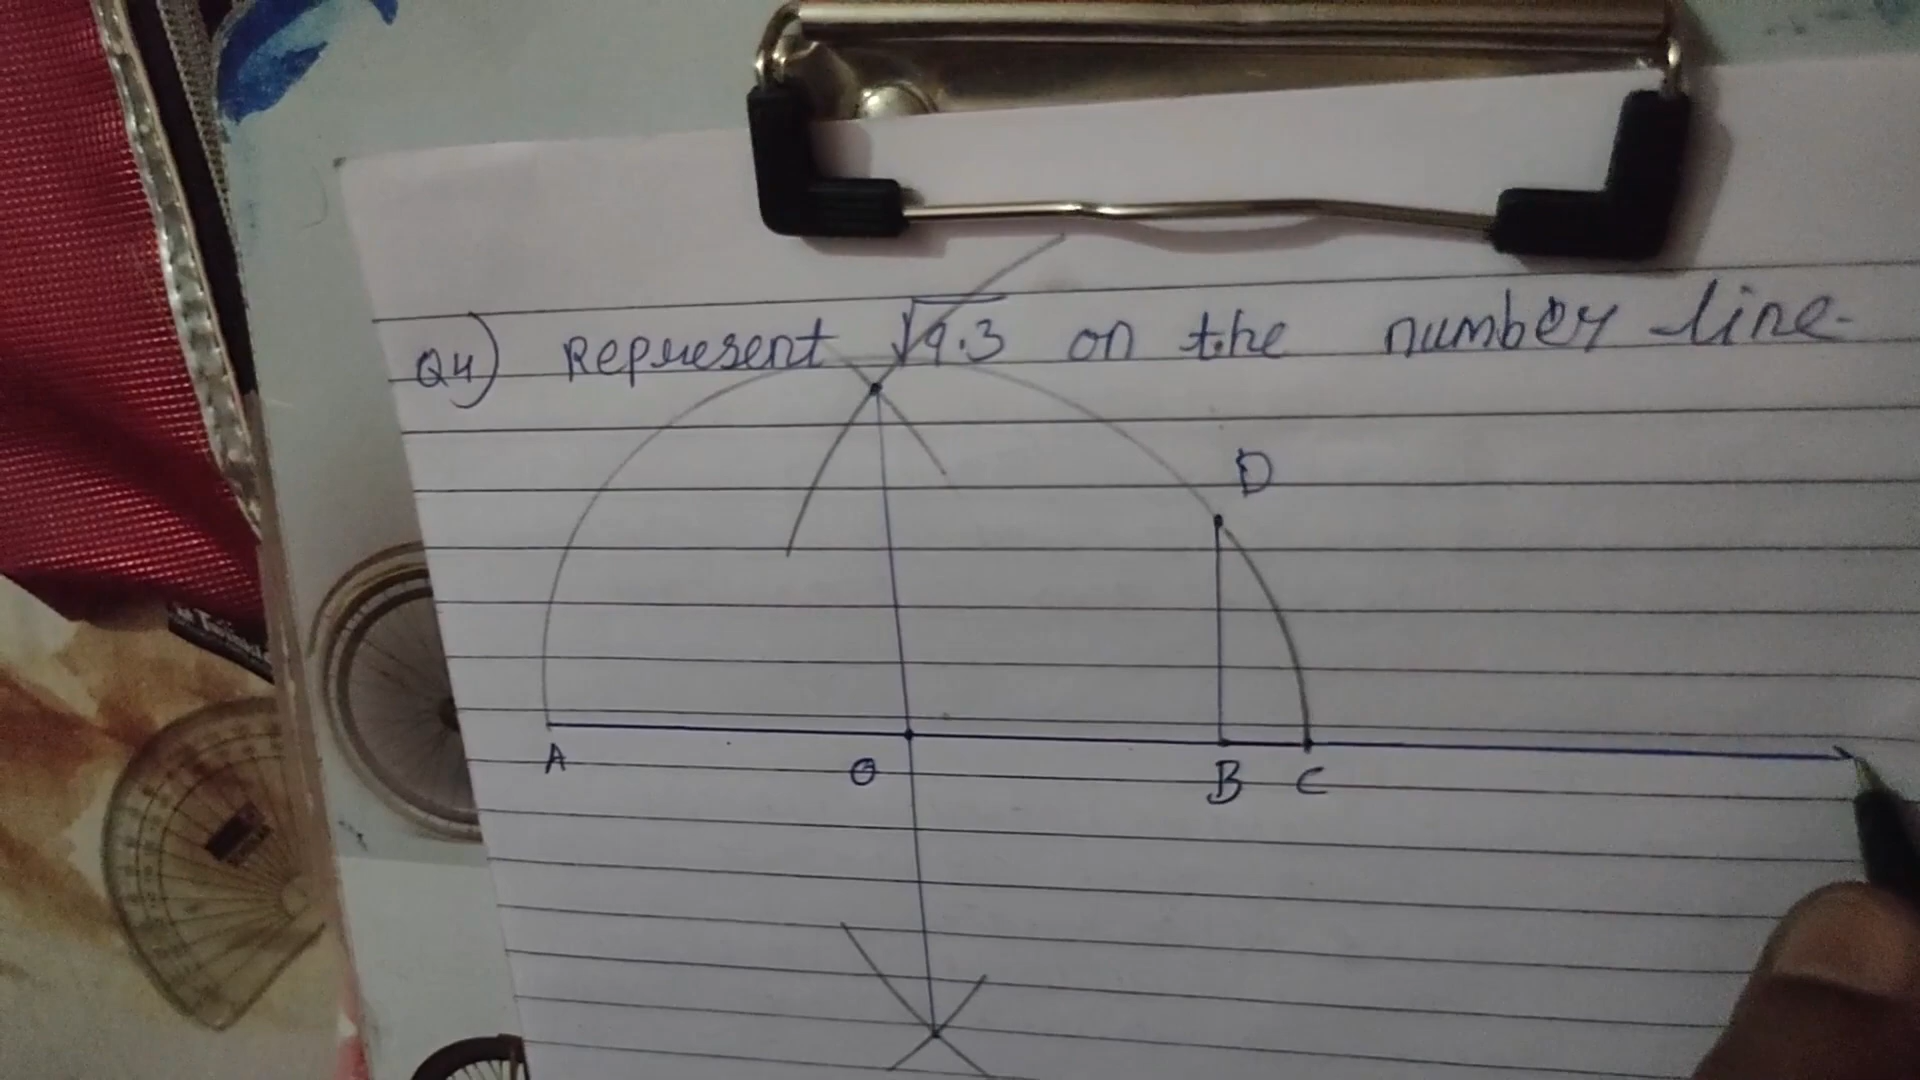 Q4) Represent √9.3 on the number line.
D
A O B C